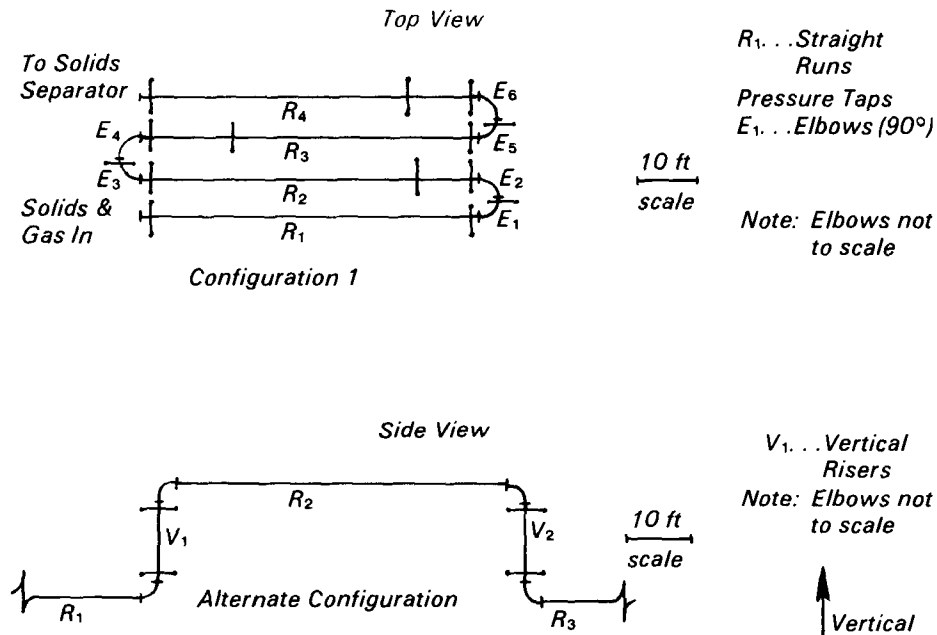 Top View
To Solids
Separator
R₄
E₆
E₄
R₃
E₅
E₃
R₂
E₂
Solids &
Gas In
R₁
E₁
Configuration 1
10 ft
scale
R₁. . .Straight
Runs
Pressure Taps
E₁. . .Elbows (90°)
Note: Elbows not
to scale
Side View
R₂
V₁
V₂
R₁
Alternate Configuration
R₃
10 ft
scale
V₁. . .Vertical
Risers
Note: Elbows not
to scale
Vertical